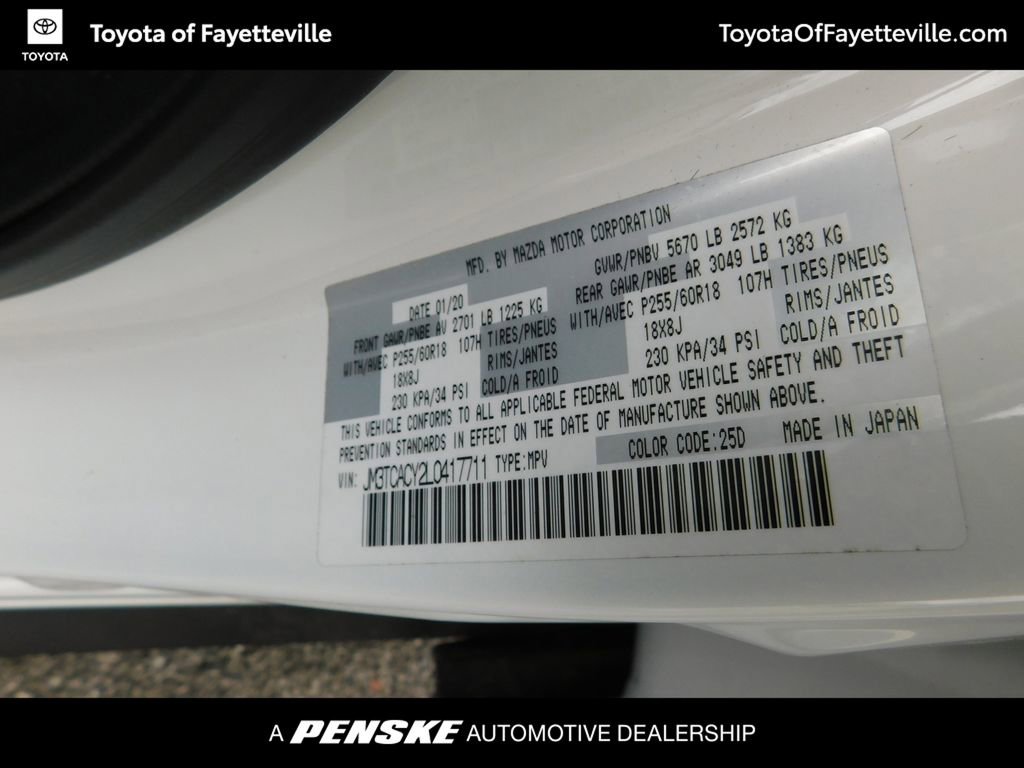 TOYOTA
Toyota of Fayetteville
ToyotaOfFayetteville.com
MFD. BY MAZDA MOTOR CORPORATION
DATE 01/20 GVWR/PNBV 5670 LB 2572 KG
FRONT GAWR/PNBE AV 2701 LB 1225 KG REAR GAWR/PNBE AR 3049 LB 1383 KG
WITH/AVEC P255/60R18 107H TIRES/PNEUS WITH/AVEC P255/60R18 107H TIRES/PNEUS
18X8J RIMS/JANTES 18X8J RIMS/JANTES
230 KPA/34 PSI COLD/A FROID 230 KPA/34 PSI COLD/A FROID
THIS VEHICLE CONFORMS TO ALL APPLICABLE FEDERAL MOTOR VEHICLE SAFETY AND THEFT
PREVENTION STANDARDS IN EFFECT ON THE DATE OF MANUFACTURE SHOWN ABOVE.
VIN: JM3TCACY2L0417711 TYPE:MPV COLOR CODE:25D MADE IN JAPAN
A PENSKE AUTOMOTIVE DEALERSHIP